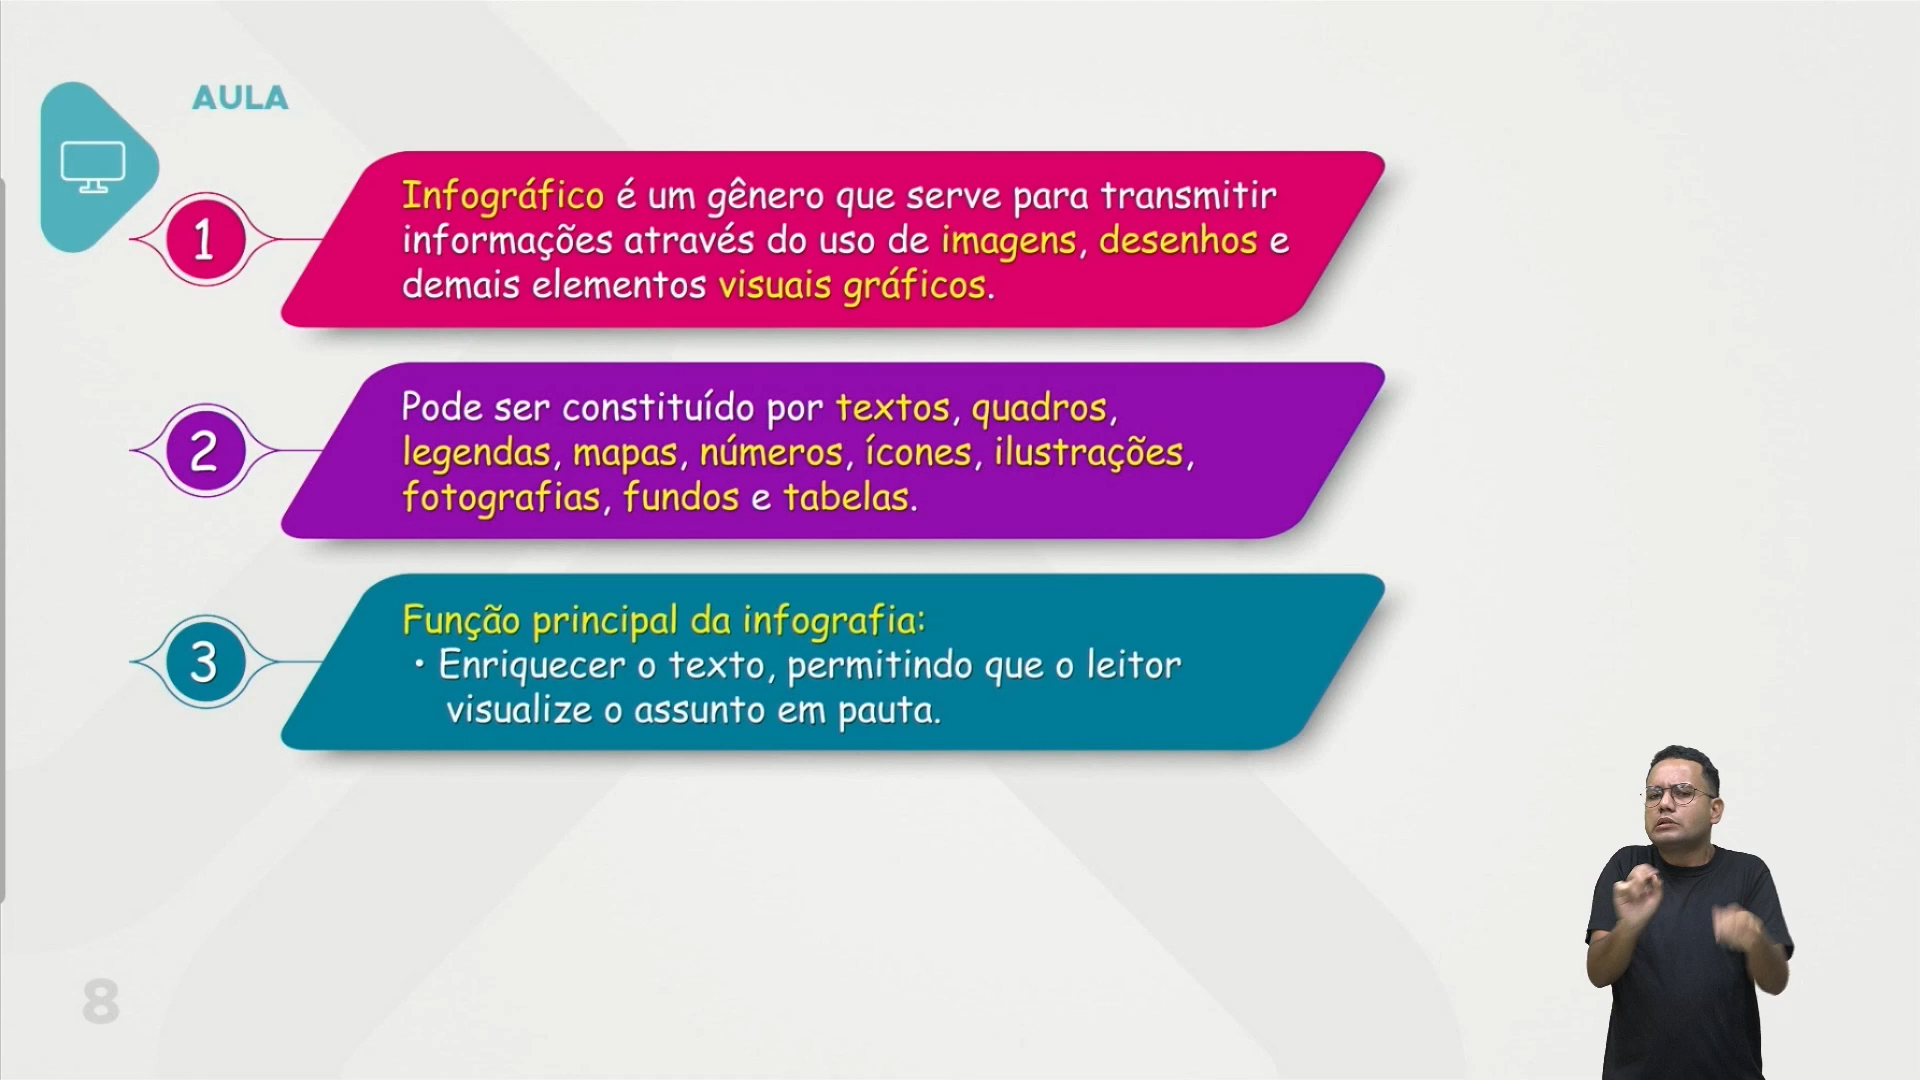 AULA
1
Infográfico é um gênero que serve para transmitir
informações através do uso de imagens, desenhos e
demais elementos visuais gráficos.
2
Pode ser constituído por textos, quadros,
legendas, mapas, números, ícones, ilustrações,
fotografias, fundos e tabelas.
3
Função principal da infografia:
• Enriquecer o texto, permitindo que o leitor
visualize o assunto em pauta.
8